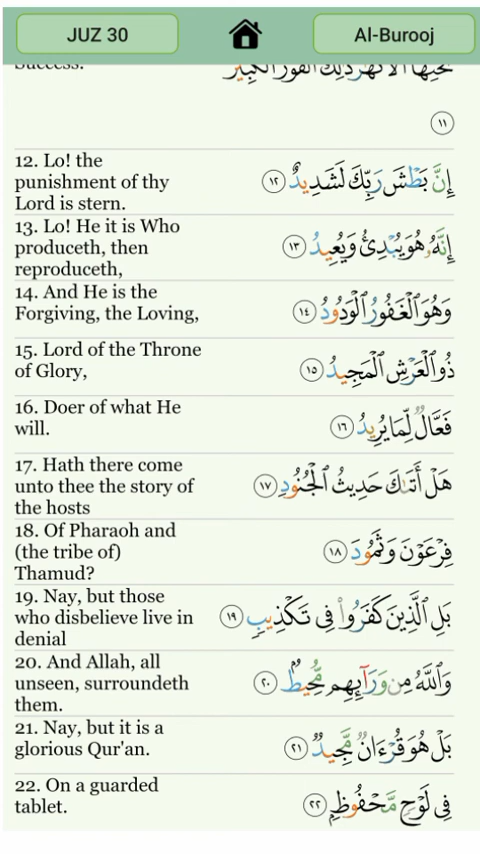 JUZ 30
Al-Burooj
Success.
تَحْتِهَا الْأَنْهَارُ ذَٰلِكَ الْفَوْزُ الْكَبِيرُ
١١
12. Lo! the
punishment of thy
Lord is stern.
إِنَّ بَطْشَ رَبِّكَ لَشَدِيدٌ ١٢
13. Lo! He it is Who
produceth, then
reproduceth,
إِنَّهُۥ هُوَ يُبْدِئُ وَيُعِيدُ ١٣
14. And He is the
Forgiving, the Loving,
وَهُوَ ٱلْغَفُورُ ٱلْوَدُودُ ١٤
15. Lord of the Throne
of Glory,
ذُو ٱلْعَرْشِ ٱلْمَجِيدُ ١٥
16. Doer of what He
will.
فَعَّالٌ لِّمَا يُرِيدُ ١٦
17. Hath there come
unto thee the story of
the hosts
هَلْ أَتَىٰكَ حَدِيثُ ٱلْجُنُودِ ١٧
18. Of Pharaoh and
(the tribe of)
Thamud?
فِرْعَوْنَ وَثَمُودَ ١٨
19. Nay, but those
who disbelieve live in
denial
بَلِ ٱلَّذِينَ كَفَرُوا۟ فِى تَكْذِيبٍ ١٩
20. And Allah, all
unseen, surroundeth
them.
وَٱللَّهُ مِن وَرَآئِهِم مُّحِيطٌۢ ٢٠
21. Nay, but it is a
glorious Qur'an.
بَلْ هُوَ قُرْءَانٌ مَّجِيدٌ ٢١
22. On a guarded
tablet.
فِى لَوْحٍ مَّحْفُوظٍۭ ٢٢